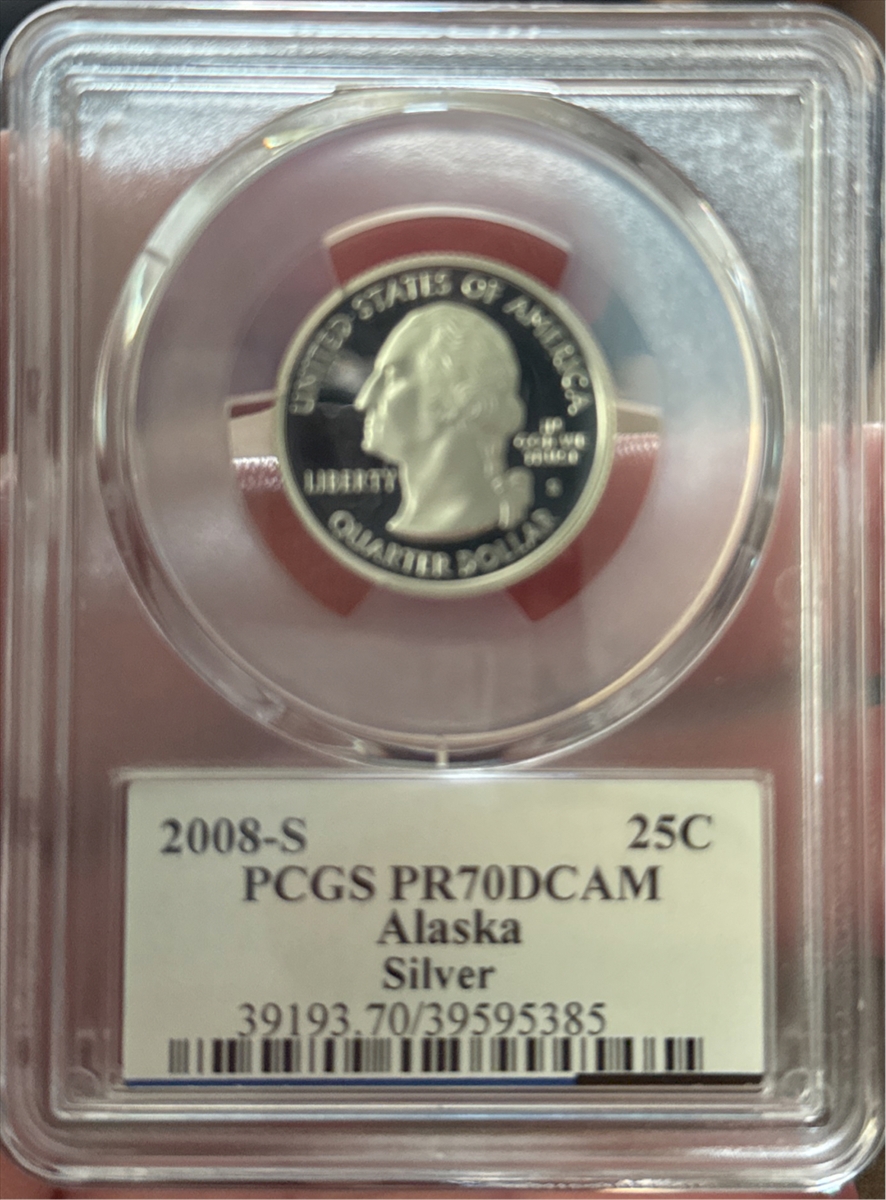 UNITED STATES OF AMERICA
LIBERTY
IN
GOD WE
TRUST
S
QUARTER DOLLAR
2008-S 25C
PCGS PR70DCAM
Alaska
Silver
39193.70/39595385